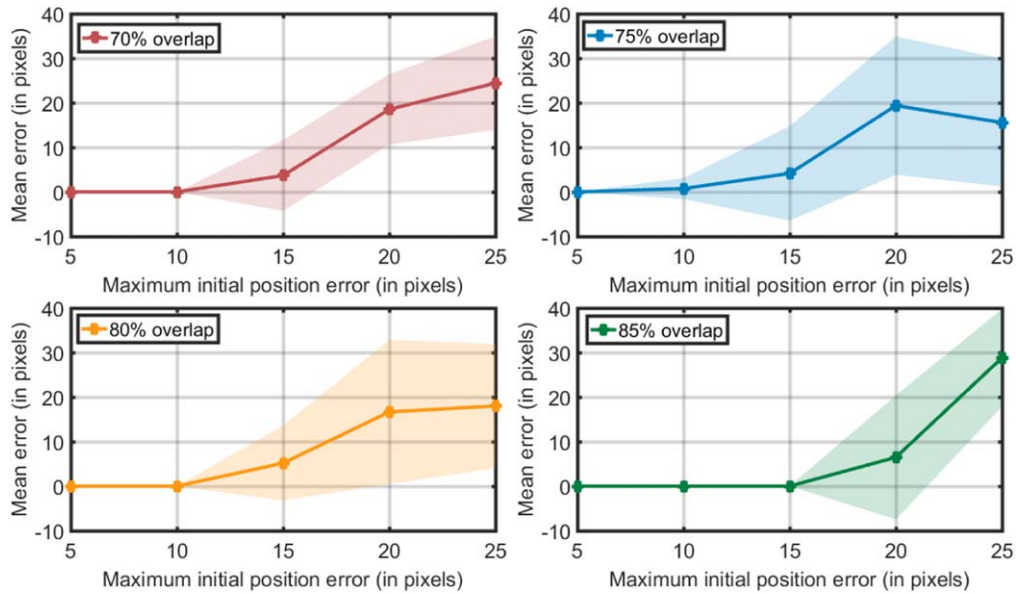 40
30
20
10
0
-10
Mean error (in pixels)
70% overlap
5 10 15 20 25
Maximum initial position error (in pixels)
40
30
20
10
0
-10
Mean error (in pixels)
75% overlap
5 10 15 20 25
Maximum initial position error (in pixels)
40
30
20
10
0
-10
Mean error (in pixels)
80% overlap
5 10 15 20 25
Maximum initial position error (in pixels)
40
30
20
10
0
-10
Mean error (in pixels)
85% overlap
5 10 15 20 25
Maximum initial position error (in pixels)